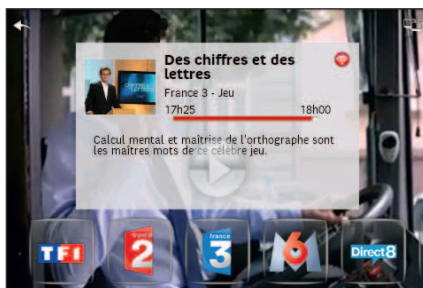 Des chiffres et des
lettres
France 3 - Jeu
17h25 18h00
Calcul mental et maîtrise de l'orthographe sont
les maîtres mots de ce célèbre jeu.
TF1
2
france
3
M6
Direct8